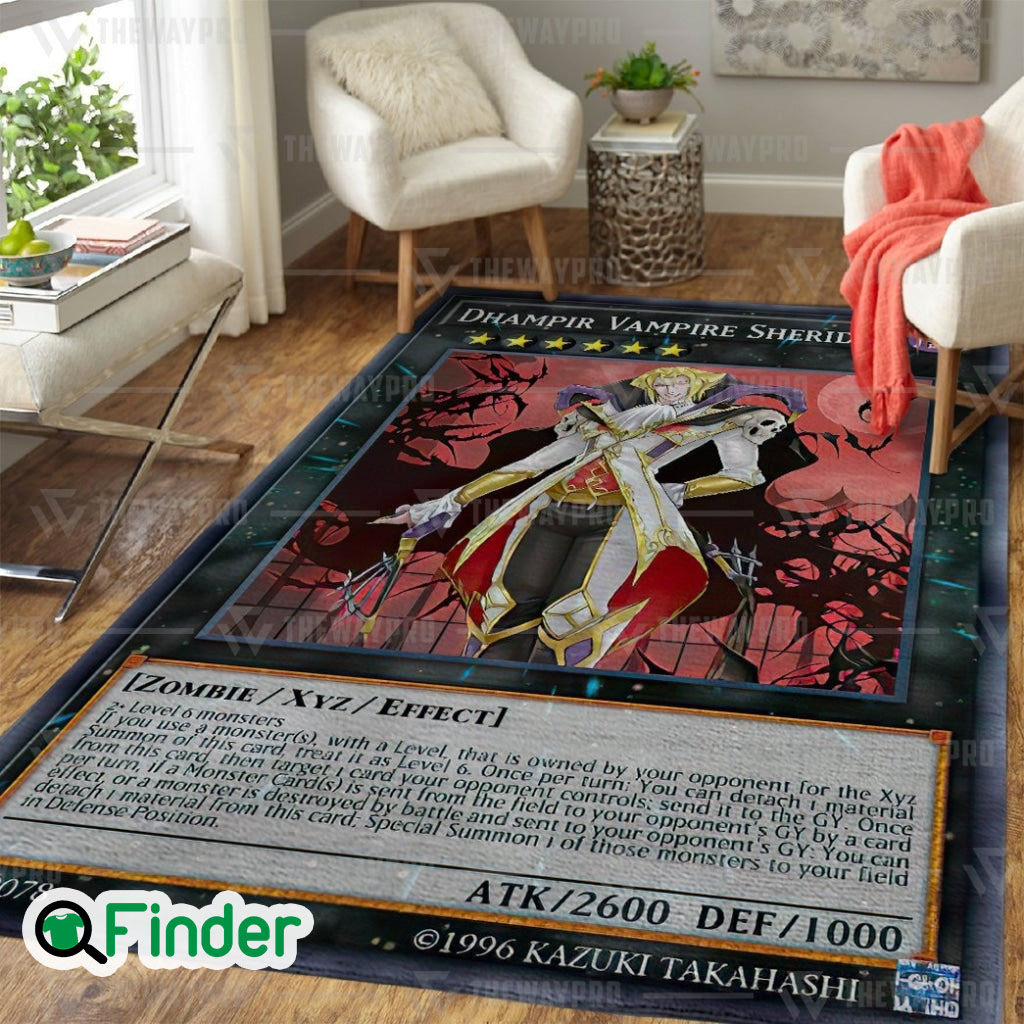 THEWAYPRO
DHAMPIR VAMPIRE SHERID
[ZOMBIE / XYZ / EFFECT]
2+ Level 6 monsters
If you use a monster(s), with a Level, that is owned by your opponent for the Xyz
Summon of this card, treat it as Level 6. Once per turn: You can detach 1 material
from this card, then target 1 card your opponent controls; send it to the GY. Once
per turn, if a Monster Card(s) is sent from the field to your opponent's GY by a card
effect, or a monster is destroyed by battle and sent to your opponent's GY: You can
detach 1 material from this card; Special Summon 1 of those monsters to your field
in Defense Position.
ATK/2600 DEF/1000
©1996 KAZUKI TAKAHASHI
Finder